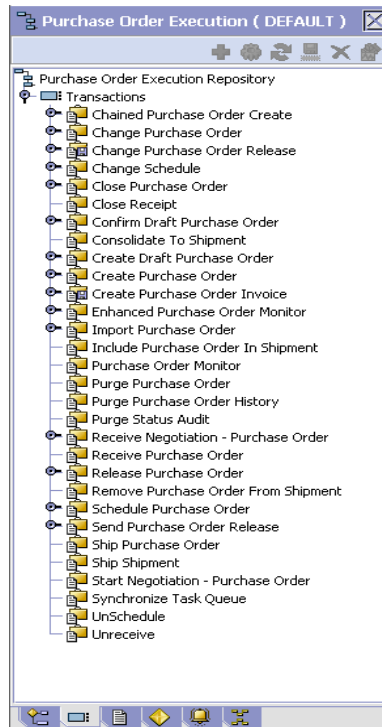 Purchase Order Execution ( DEFAULT )
Purchase Order Execution Repository
Transactions
Chained Purchase Order Create
Change Purchase Order
Change Purchase Order Release
Change Schedule
Close Purchase Order
Close Receipt
Confirm Draft Purchase Order
Consolidate To Shipment
Create Draft Purchase Order
Create Purchase Order
Create Purchase Order Invoice
Enhanced Purchase Order Monitor
Import Purchase Order
Include Purchase Order In Shipment
Purchase Order Monitor
Purge Purchase Order
Purge Purchase Order History
Purge Status Audit
Receive Negotiation - Purchase Order
Receive Purchase Order
Release Purchase Order
Remove Purchase Order From Shipment
Schedule Purchase Order
Send Purchase Order Release
Ship Purchase Order
Ship Shipment
Start Negotiation - Purchase Order
Synchronize Task Queue
UnSchedule
Unreceive